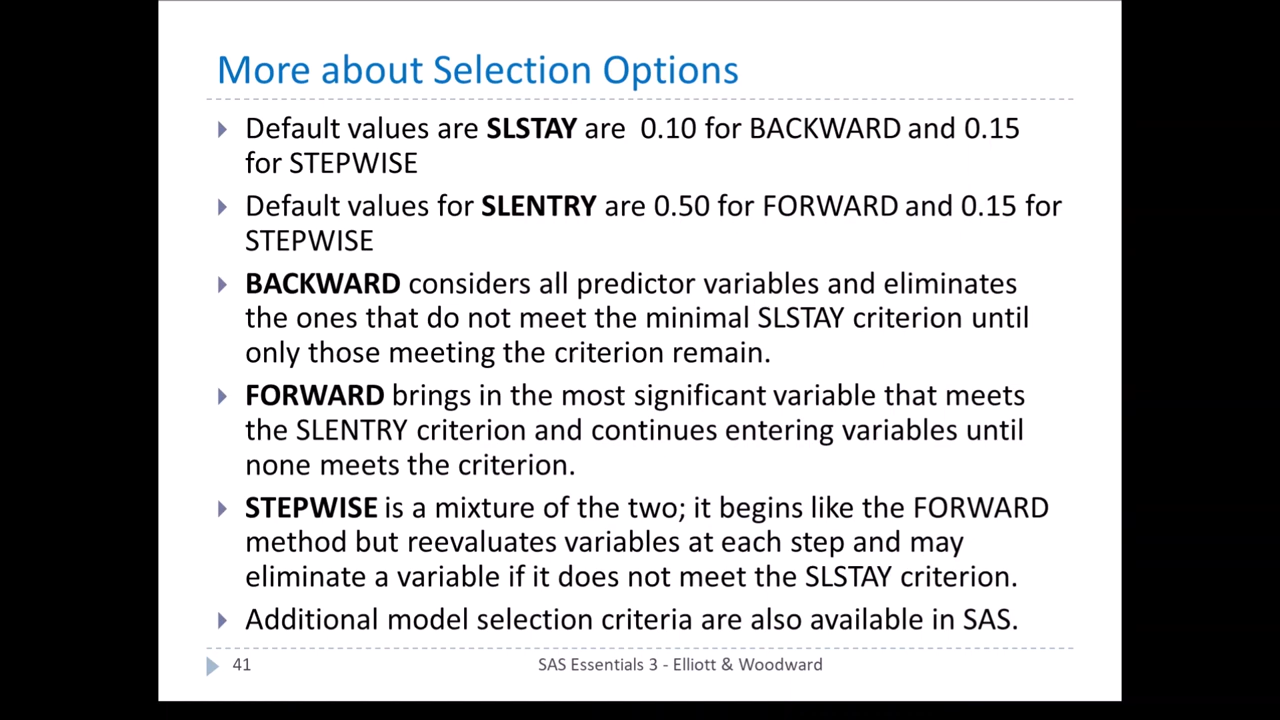 More about Selection Options
Default values are SLSTAY are 0.10 for BACKWARD and 0.15
for STEPWISE
Default values for SLENTRY are 0.50 for FORWARD and 0.15 for
STEPWISE
BACKWARD considers all predictor variables and eliminates
the ones that do not meet the minimal SLSTAY criterion until
only those meeting the criterion remain.
FORWARD brings in the most significant variable that meets
the SLENTRY criterion and continues entering variables until
none meets the criterion.
STEPWISE is a mixture of the two; it begins like the FORWARD
method but reevaluates variables at each step and may
eliminate a variable if it does not meet the SLSTAY criterion.
Additional model selection criteria are also available in SAS.
41 SAS Essentials 3 - Elliott & Woodward